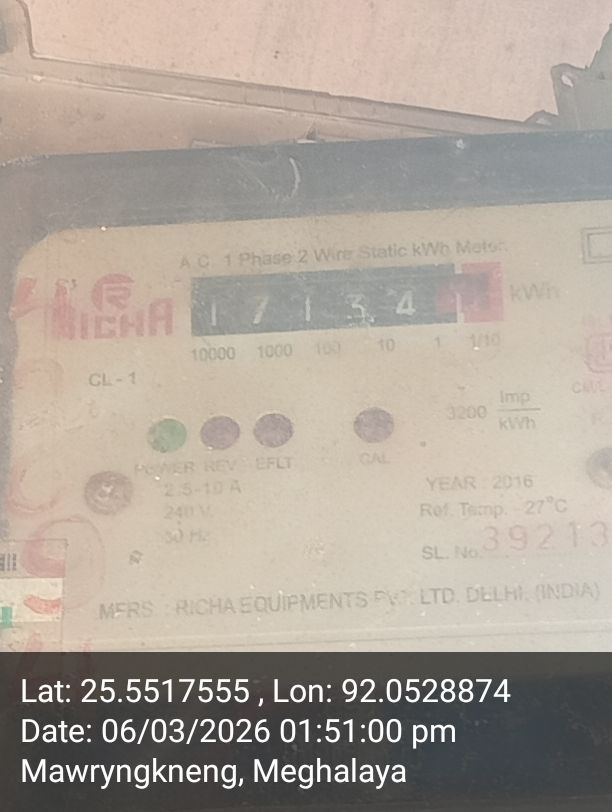 A.C. 1 Phase 2 Wire Static kWh Meter
RICHA
1 7 1 3 4 1 kWh
10000 1000 100 10 1 1/10
CL - 1
3200 Imp/kWh
POWER REV EFLT CAL
2.5-10 A
240 V
50 Hz
YEAR : 2016
Ref. Temp. - 27°C
SL. No. 39213
MFRS : RICHA EQUIPMENTS PVT. LTD. DELHI. (INDIA)
Lat: 25.5517555 , Lon: 92.0528874
Date: 06/03/2026 01:51:00 pm
Mawryngkneng, Meghalaya